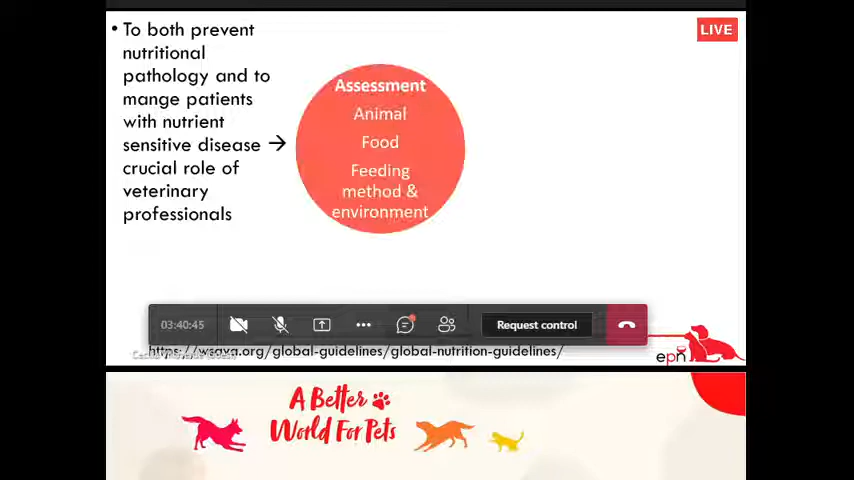 • To both prevent
nutritional
pathology and to
mange patients
with nutrient
sensitive disease →
crucial role of
veterinary
professionals
LIVE
Assessment
Animal
Food
Feeding
method &
environment
03:40:45
Request control
https://wsava.org/global-guidelines/global-nutrition-guidelines/
epn
A Better
World For Pets